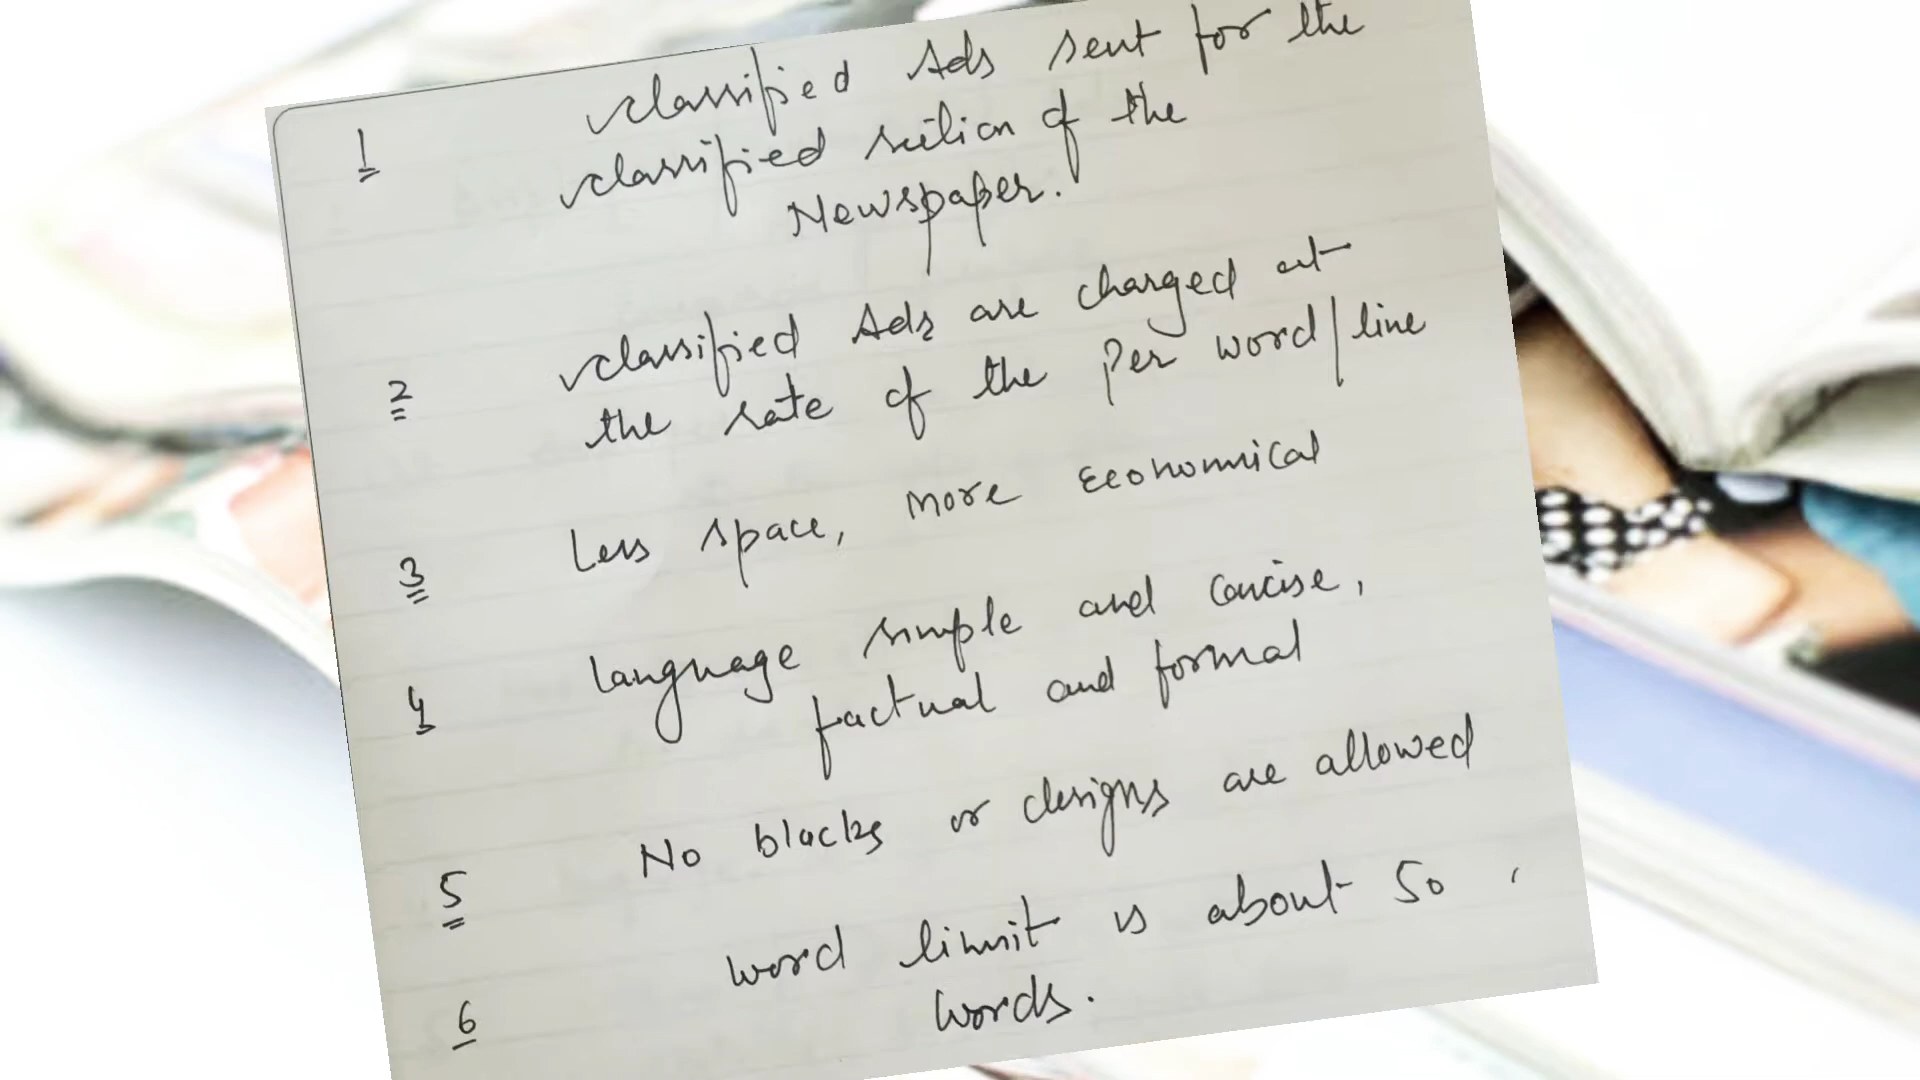 1 classified Ads sent for the
classified section of the
Newspaper.
2 classified Ads are charged at
the rate of the Per word/line
3 Less space, more economical
4 language simple and concise,
factual and formal
5 No blocks or designs are allowed
6 word limit is about 50
words.